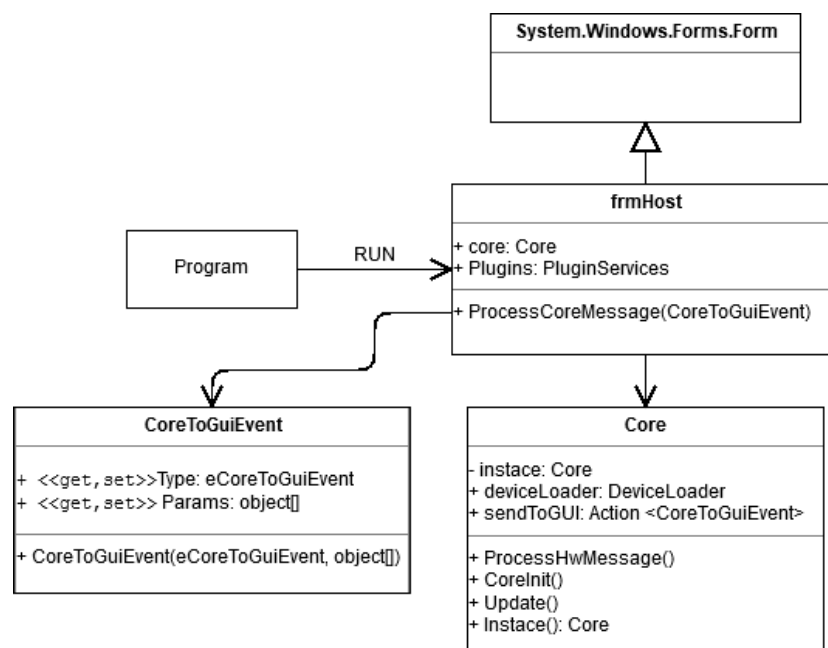 System.Windows.Forms.Form
frmHost
+ core: Core
+ Plugins: PluginServices
+ ProcessCoreMessage(CoreToGuiEvent)
Program
RUN
CoreToGuiEvent
+ <<get,set>>Type: eCoreToGuiEvent
+ <<get,set>> Params: object[]
+ CoreToGuiEvent(eCoreToGuiEvent, object[])
Core
- instace: Core
+ deviceLoader: DeviceLoader
+ sendToGUI: Action <CoreToGuiEvent>
+ ProcessHwMessage()
+ CoreInit()
+ Update()
+ Instace(): Core